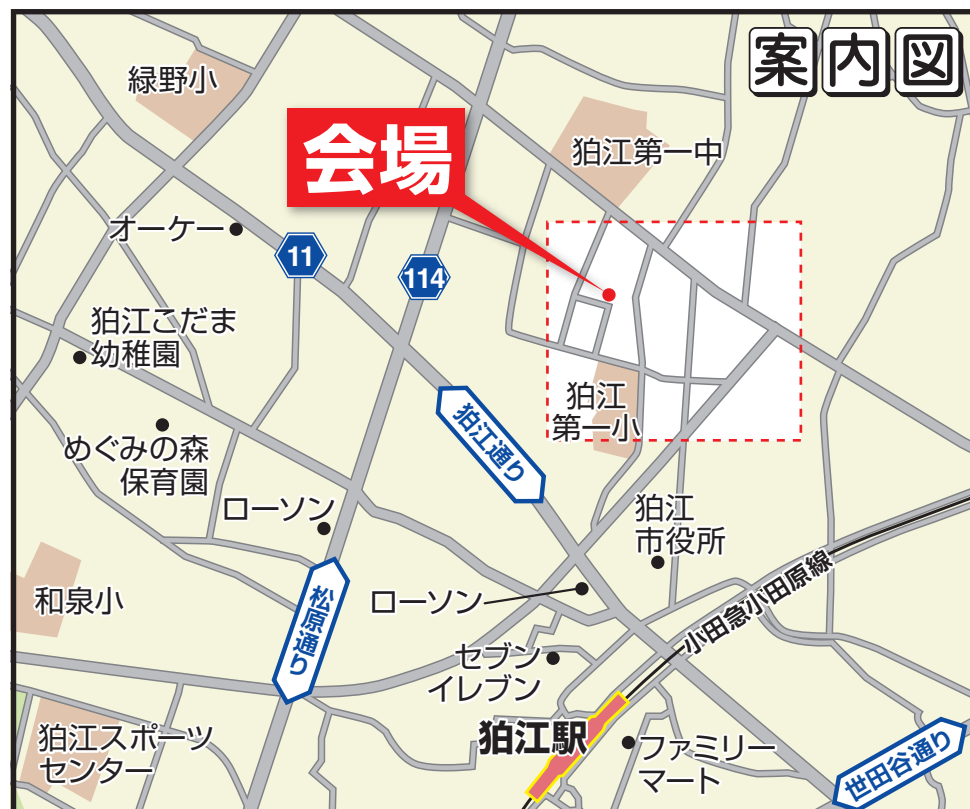 案内図
緑野小
会場
狛江第一中
オーケー
11
114
狛江こだま
幼稚園
狛江
第一小
狛江通り
めぐみの森
保育園
ローソン
狛江
市役所
和泉小
松原通り
ローソン
小田急小田原線
セブン
イレブン
狛江駅
狛江スポーツ
センター
ファミリー
マート
世田谷通り